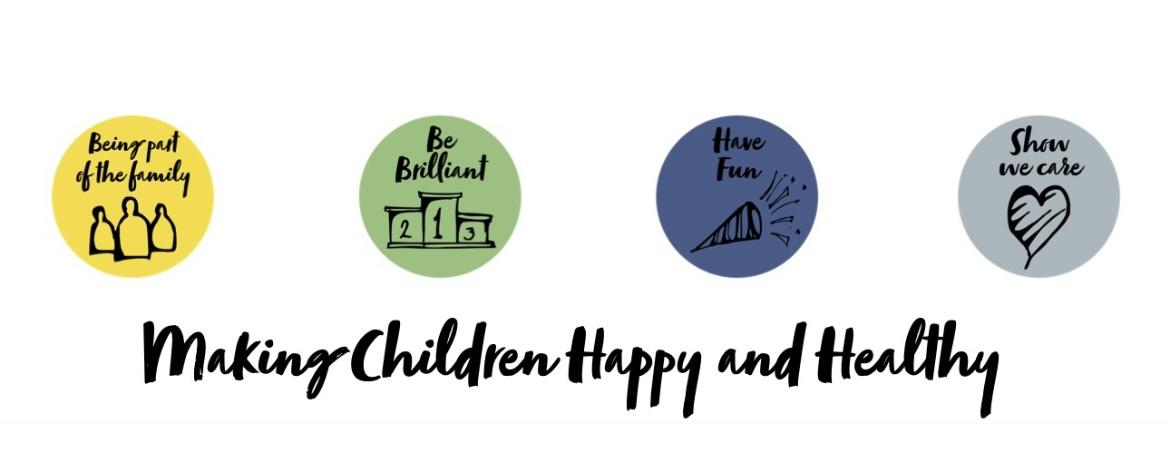 Being part
of the family
Be
Brilliant
2 1 3
Have
Fun
Show
we care
Making Children Happy and Healthy